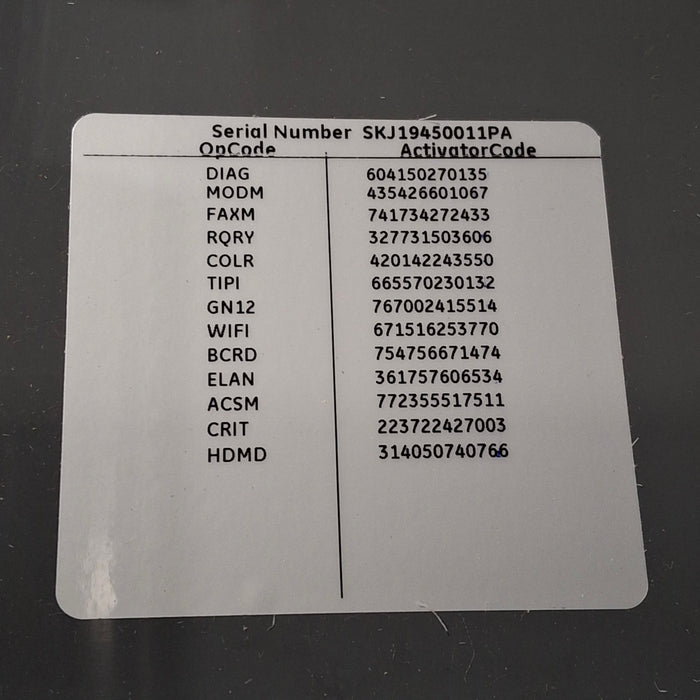 Serial Number SKJ19450011PA
OpCode ActivatorCode
DIAG 604150270135
MODM 435426601067
FAXM 741734272433
RQRY 327731503606
COLR 420142243550
TIPI 665570230132
GN12 767002415514
WIFI 671516253770
BCRD 754756671474
ELAN 361757606534
ACSM 772355517511
CRIT 223722427003
HDMD 314050740766